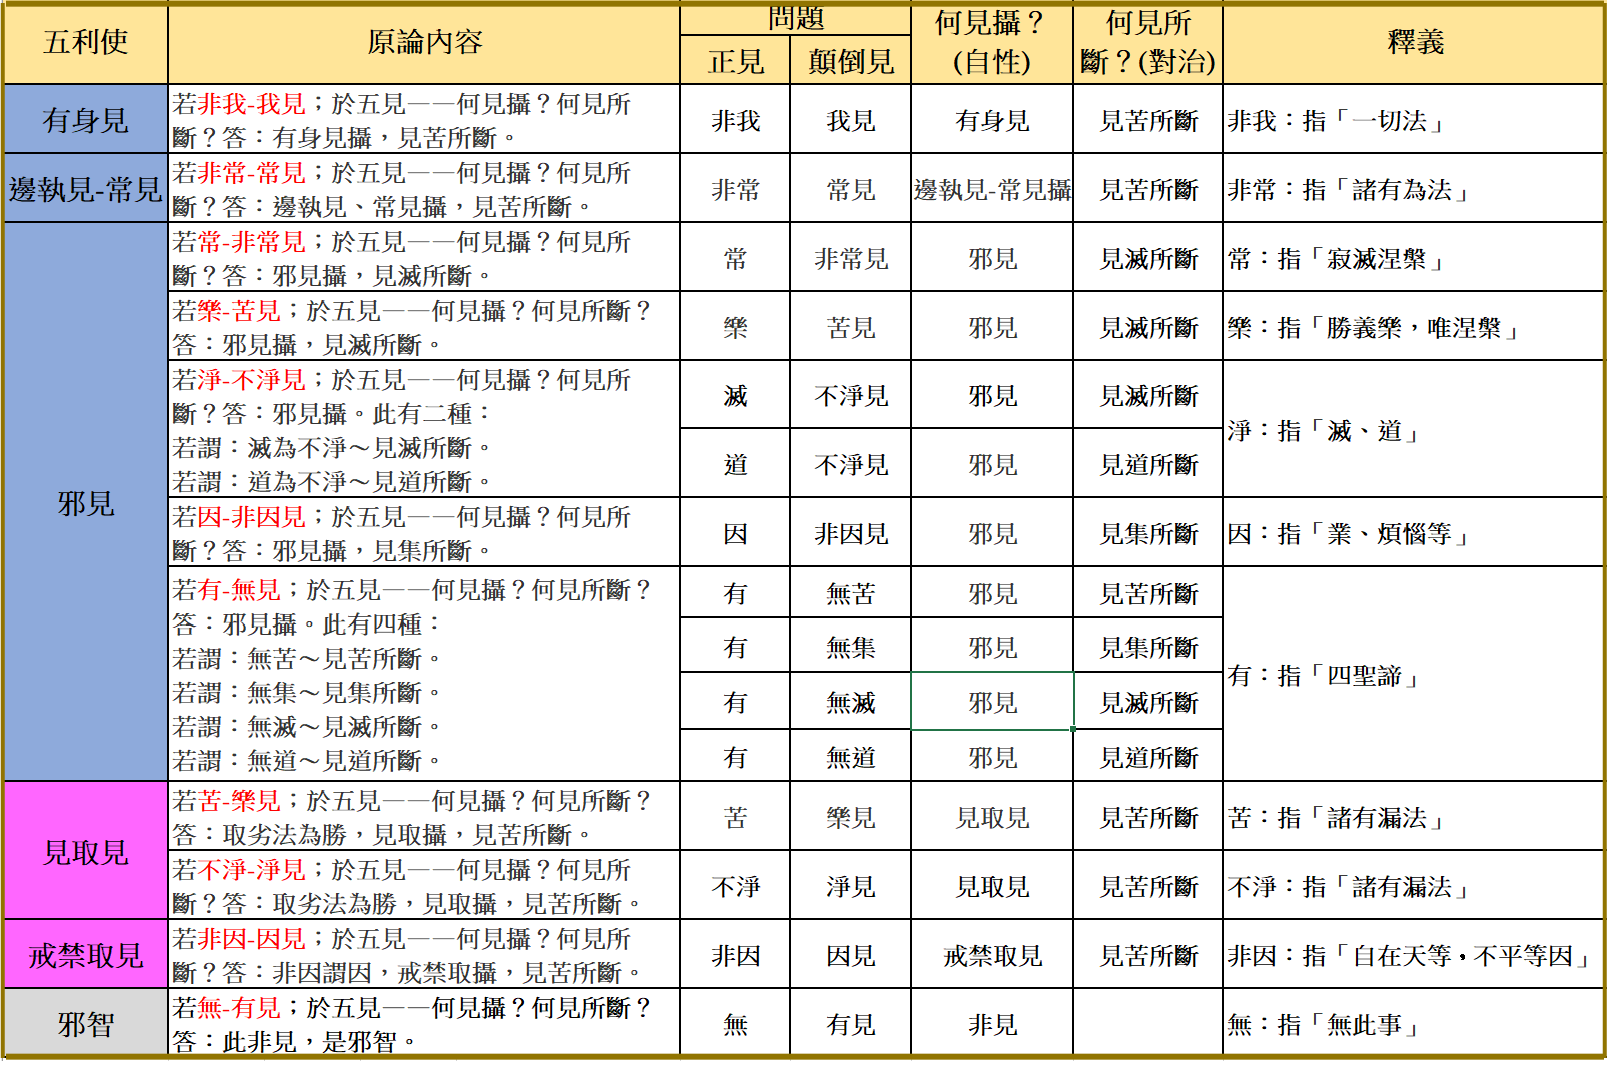 五利使
原論內容
問題
正見
顛倒見
何見攝？
(自性)
何見所
斷？(對治)
釋義
有身見
若非我-我見；於五見——何見攝？何見所
斷？答：有身見攝，見苦所斷。
非我
我見
有身見
見苦所斷
非我：指「一切法」
邊執見-常見
若非常-常見；於五見——何見攝？何見所
斷？答：邊執見、常見攝，見苦所斷。
非常
常見
邊執見-常見攝
見苦所斷
非常：指「諸有為法」
邪見
若常-非常見；於五見——何見攝？何見所
斷？答：邪見攝，見滅所斷。
常
非常見
邪見
見滅所斷
常：指「寂滅涅槃」
若樂-苦見；於五見——何見攝？何見所斷？
答：邪見攝，見滅所斷。
樂
苦見
邪見
見滅所斷
樂：指「勝義樂，唯涅槃」
若淨-不淨見；於五見——何見攝？何見所
斷？答：邪見攝。此有二種：
若謂：滅為不淨～見滅所斷。
若謂：道為不淨～見道所斷。
滅
不淨見
邪見
見滅所斷
道
不淨見
邪見
見道所斷
淨：指「滅、道」
若因-非因見；於五見——何見攝？何見所
斷？答：邪見攝，見集所斷。
因
非因見
邪見
見集所斷
因：指「業、煩惱等」
若有-無見；於五見——何見攝？何見所斷？
答：邪見攝。此有四種：
若謂：無苦～見苦所斷。
若謂：無集～見集所斷。
若謂：無滅～見滅所斷。
若謂：無道～見道所斷。
有
無苦
邪見
見苦所斷
有
無集
邪見
見集所斷
有
無滅
邪見
見滅所斷
有
無道
邪見
見道所斷
有：指「四聖諦」
見取見
若苦-樂見；於五見——何見攝？何見所斷？
答：取劣法為勝，見取攝，見苦所斷。
苦
樂見
見取見
見苦所斷
苦：指「諸有漏法」
若不淨-淨見；於五見——何見攝？何見所
斷？答：取劣法為勝，見取攝，見苦所斷。
不淨
淨見
見取見
見苦所斷
不淨：指「諸有漏法」
戒禁取見
若非因-因見；於五見——何見攝？何見所
斷？答：非因謂因，戒禁取攝，見苦所斷。
非因
因見
戒禁取見
見苦所斷
非因：指「自在天等，不平等因」
邪智
若無-有見；於五見——何見攝？何見所斷？
答：此非見，是邪智。
無
有見
非見
無：指「無此事」